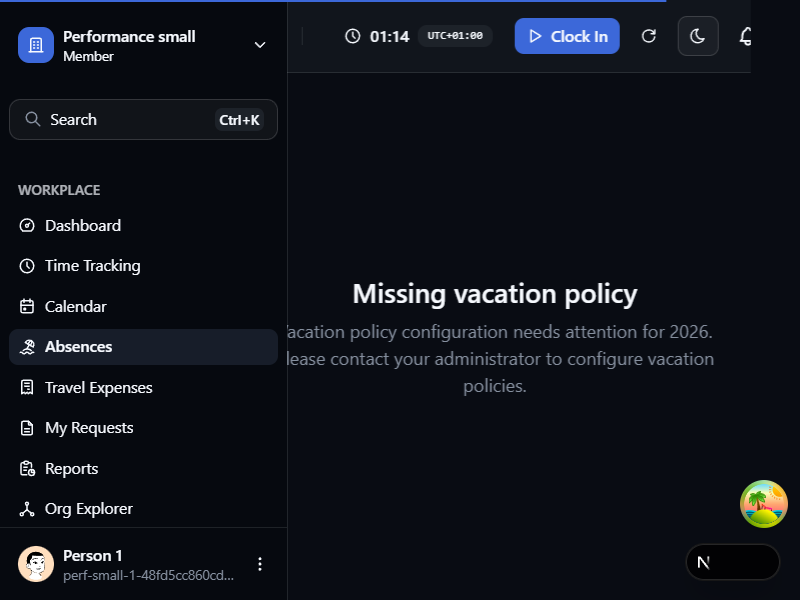 Performance small
Member
01:14
UTC+01:00
Clock In
Search
Ctrl+K
WORKPLACE
Dashboard
Time Tracking
Calendar
Absences
Travel Expenses
My Requests
Reports
Org Explorer
Missing vacation policy
acation policy configuration needs attention for 2026.
lease contact your administrator to configure vacation
policies.
Person 1
perf-small-1-48fd5cc860cd...
N